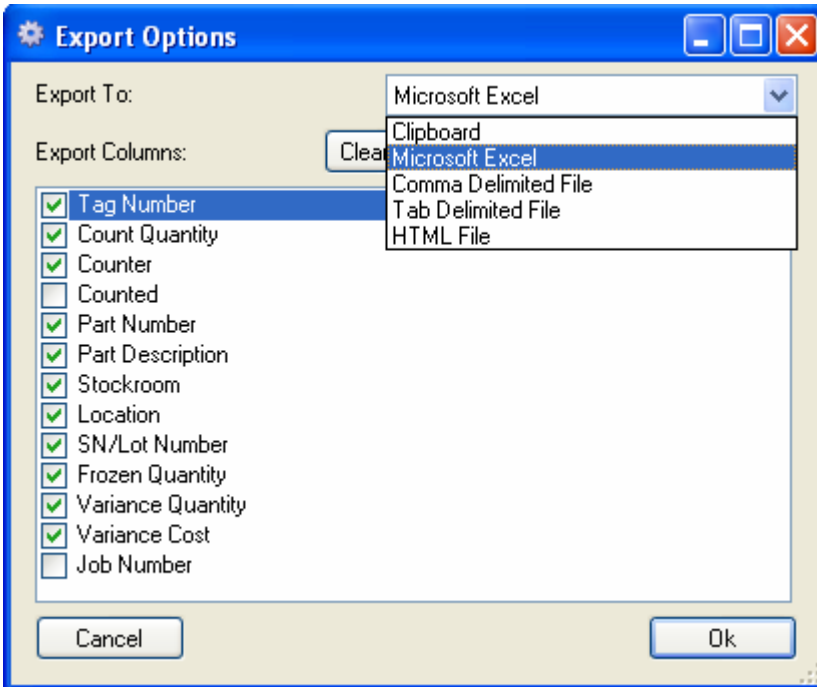 Export Options
Export To:
Microsoft Excel
Clipboard
Export Columns:
Clear
Microsoft Excel
Comma Delimited File
Tab Delimited File
HTML File
Tag Number
Count Quantity
Counter
Counted
Part Number
Part Description
Stockroom
Location
SN/Lot Number
Frozen Quantity
Variance Quantity
Variance Cost
Job Number
Cancel
Ok